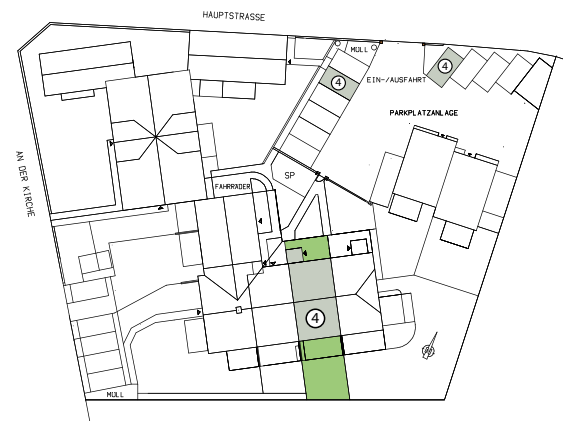 HAUPTSTRASSE
MÜLL
4
4
EIN-/AUSFAHRT
PARKPLATZANLAGE
AN DER KIRCHE
SP
FAHRRÄDER
4
MÜLL